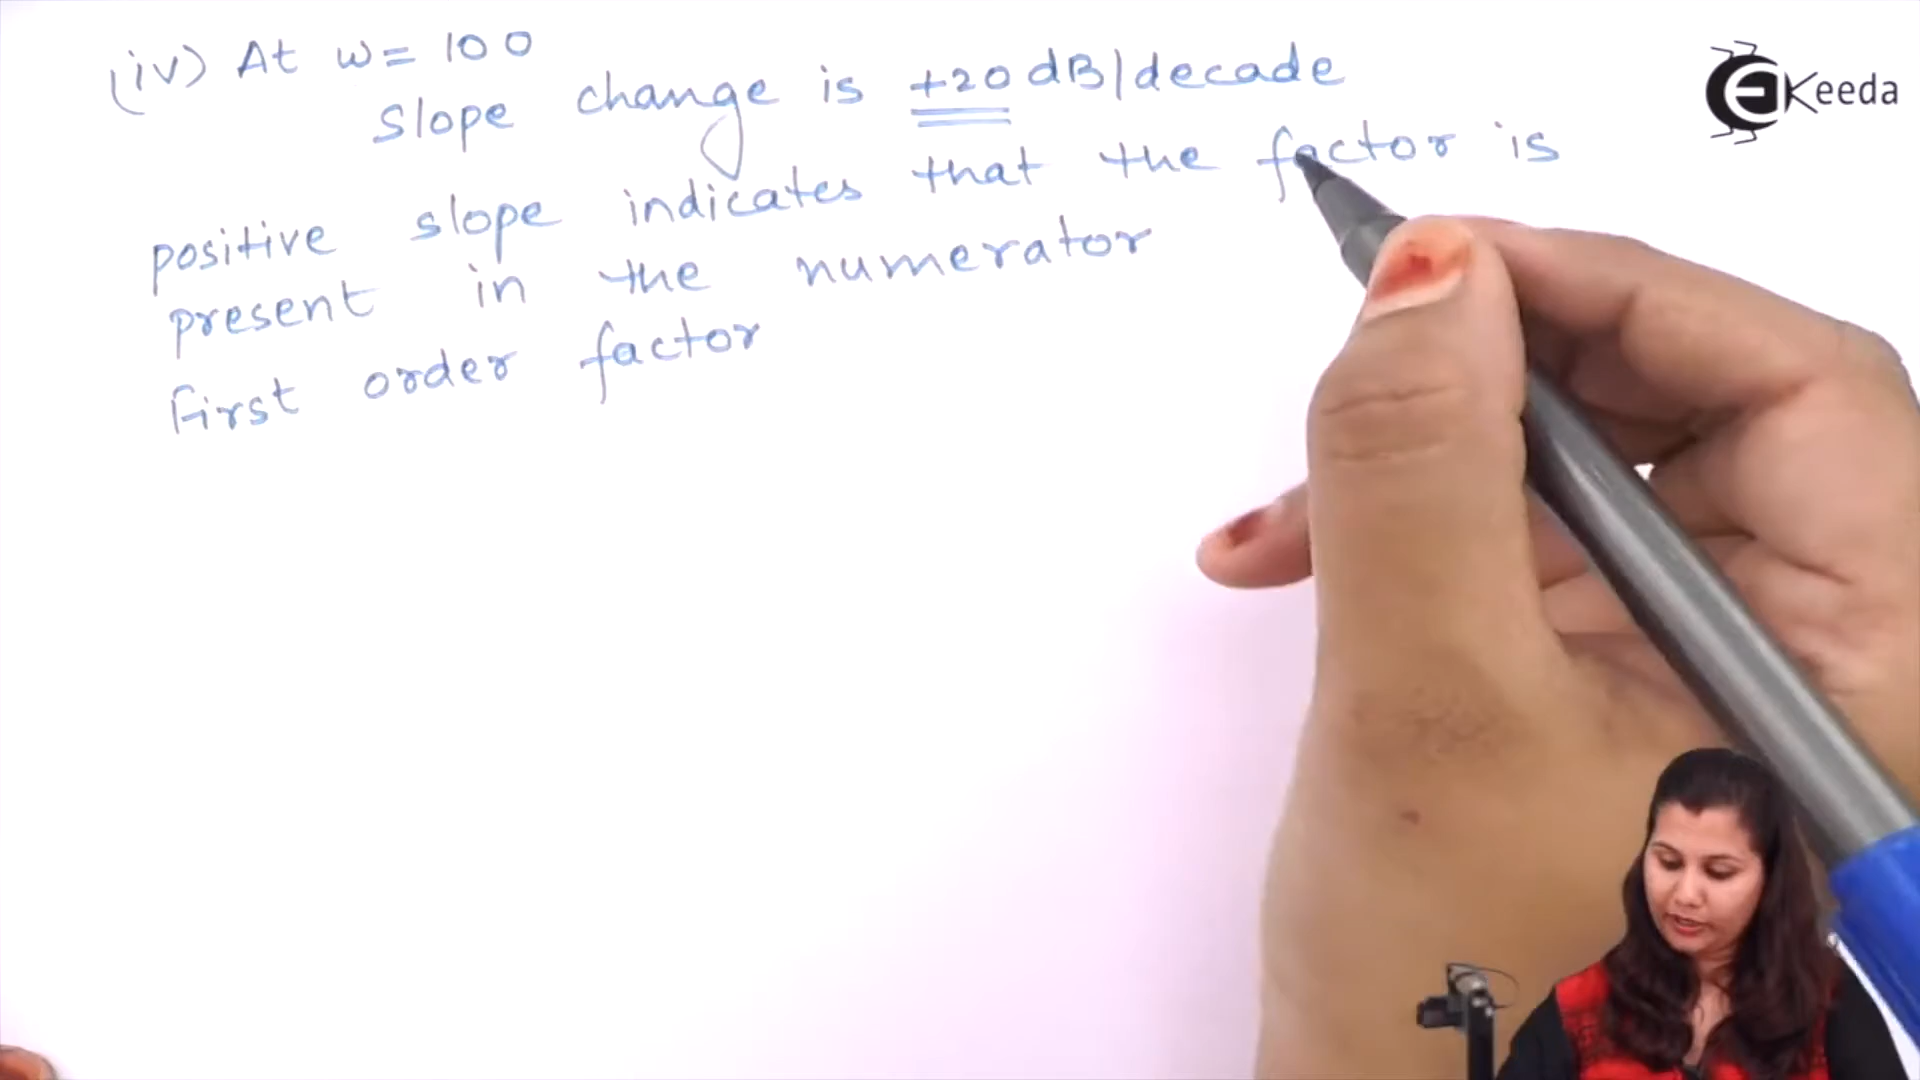 (iv) At w = 100
Slope change is +20 dB/decade
positive slope indicates that the factor is
present in the numerator
First order factor
Keeda